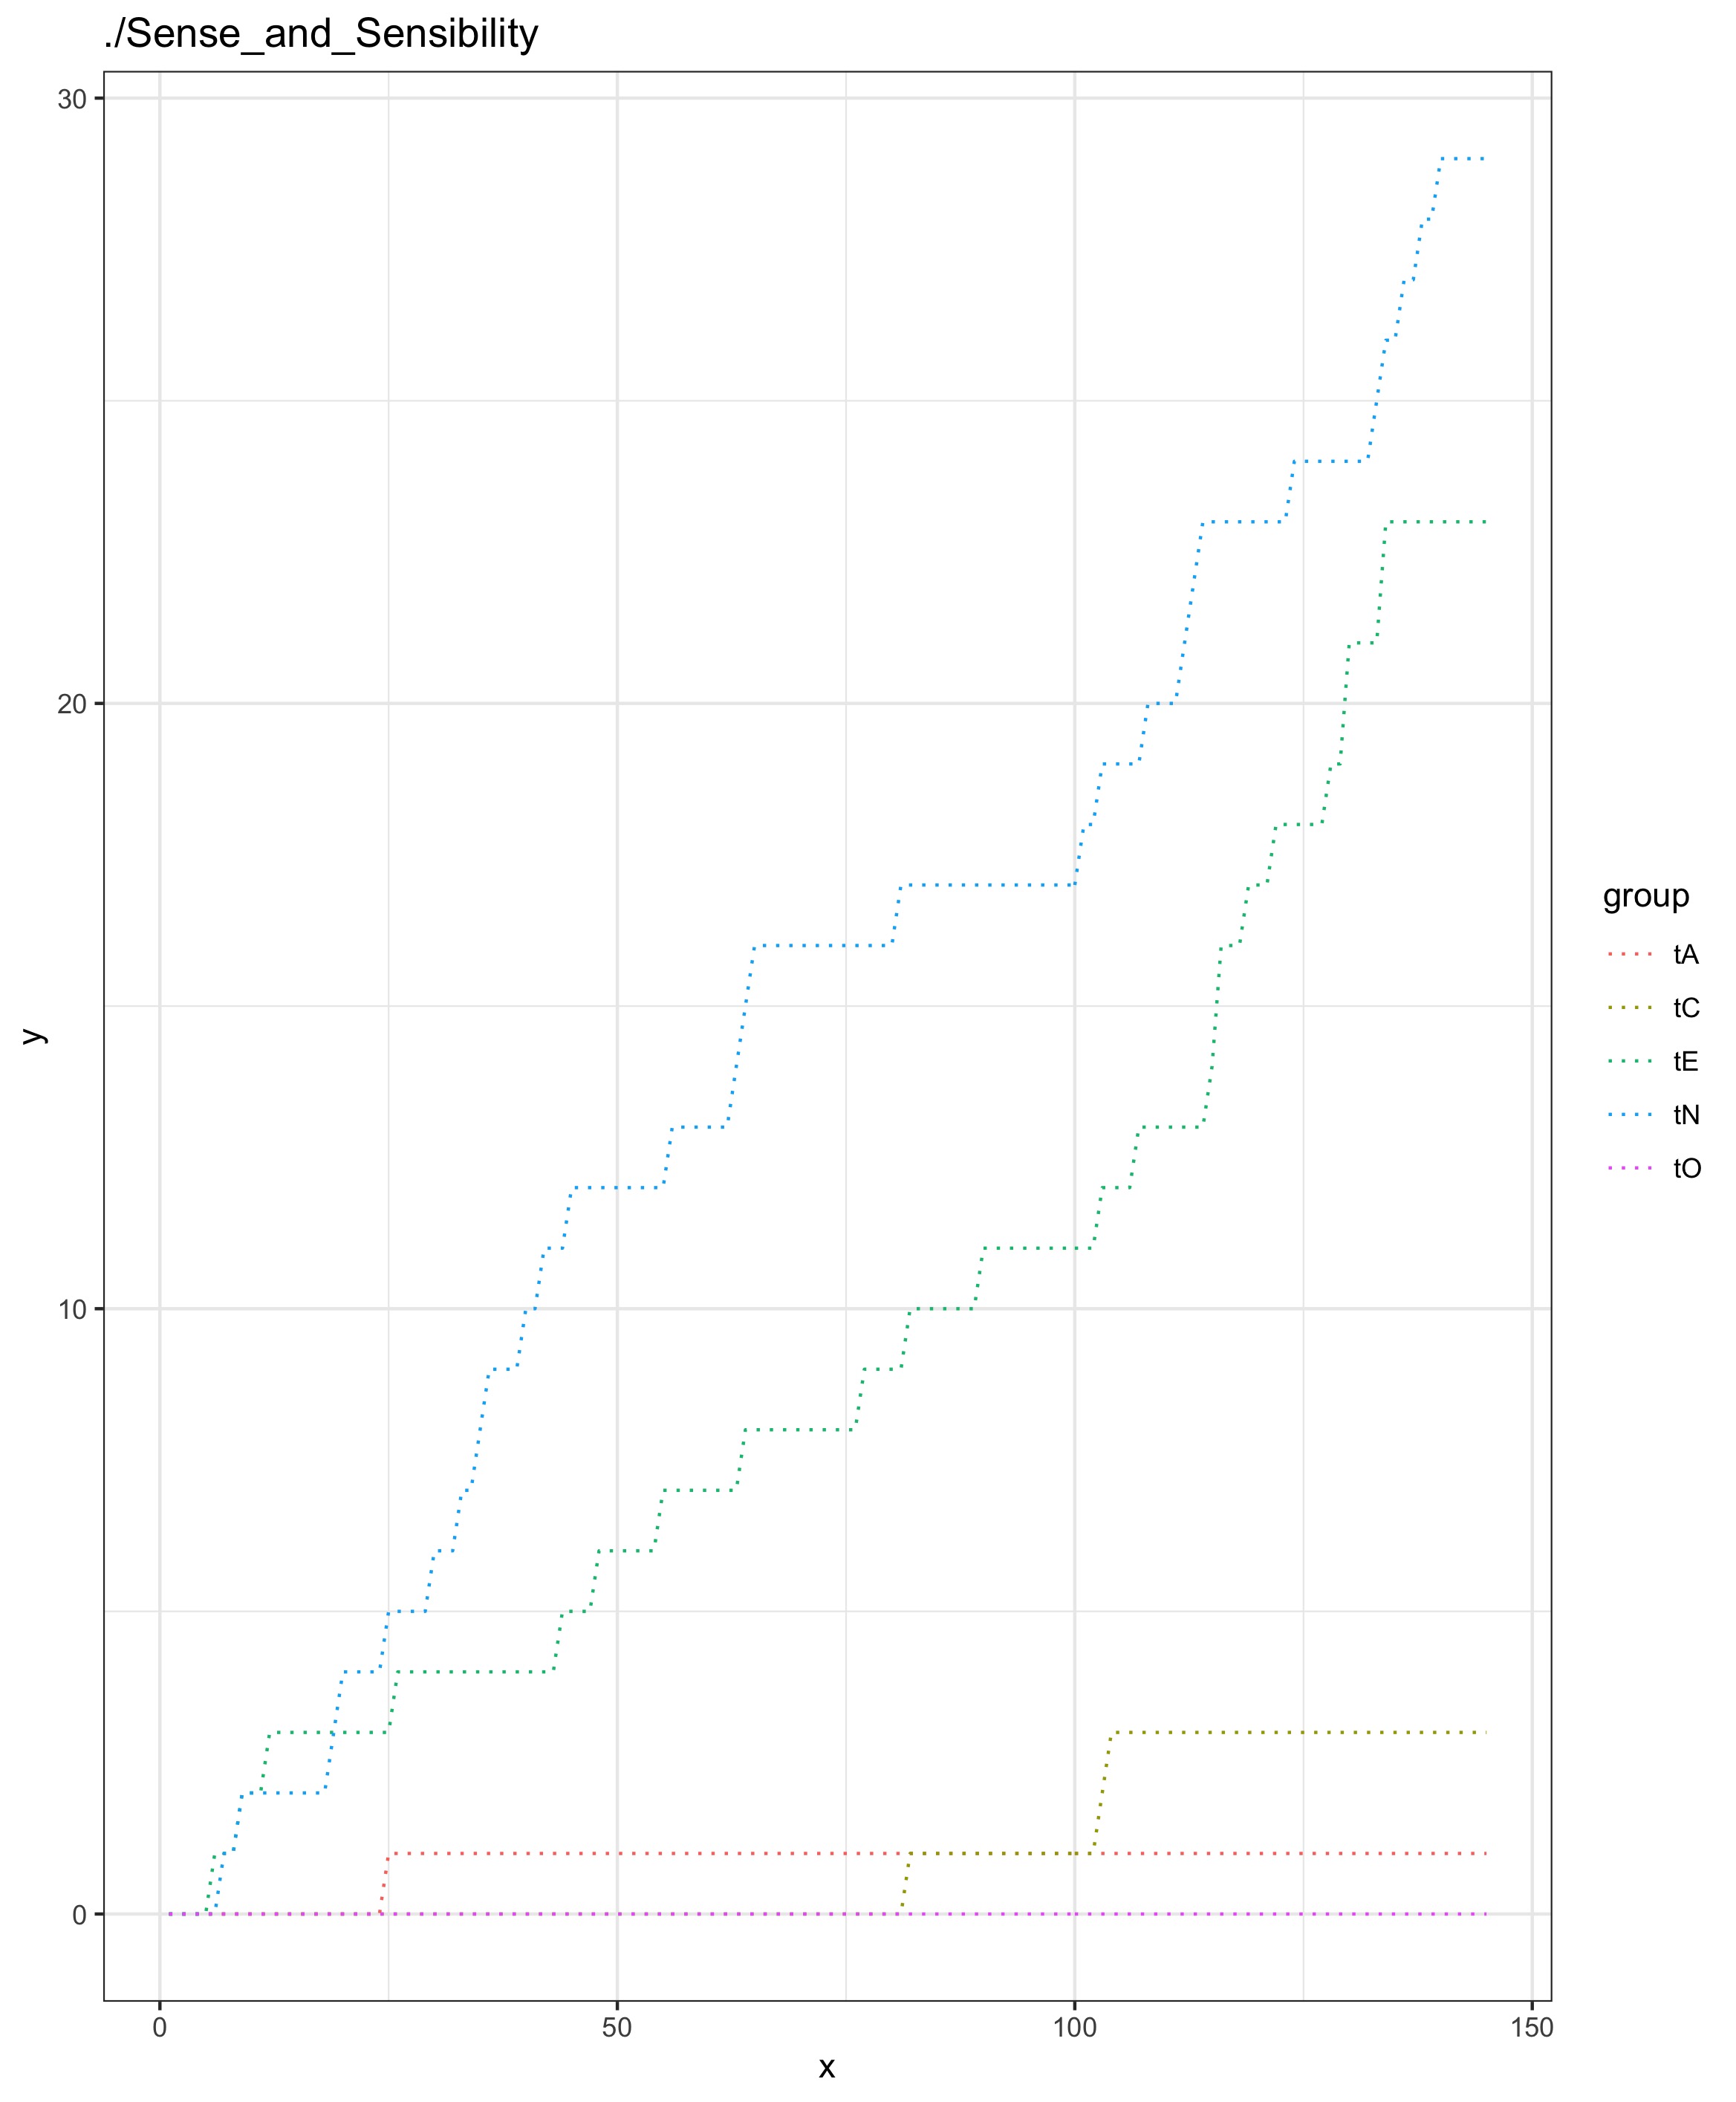 ./Sense_and_Sensibility
30
20
10
0
y
0 50 100 150
x
group
tA
tC
tE
tN
tO